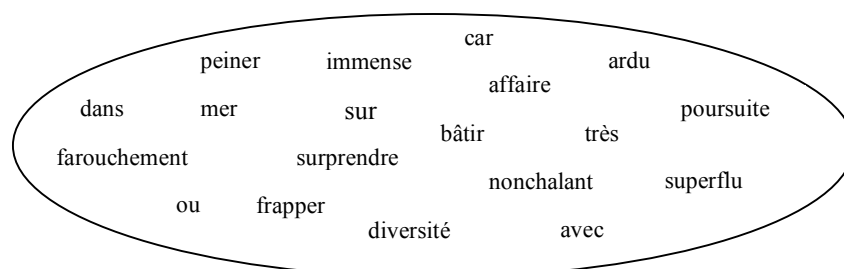 car
peiner immense ardu
affaire
dans mer sur poursuite
bâtir très
farouchement surprendre
nonchalant superflu
ou frapper
diversité avec